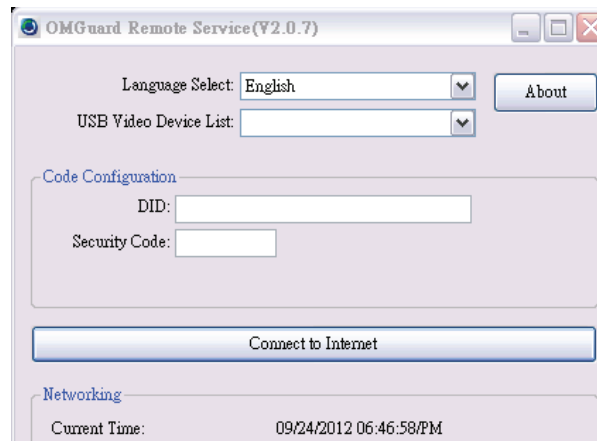 OMGuard Remote Service(V2.0.7)
Language Select: English
About
USB Video Device List:
Code Configuration
DID:
Security Code:
Connect to Internet
Networking
Current Time: 09/24/2012 06:46:58/PM